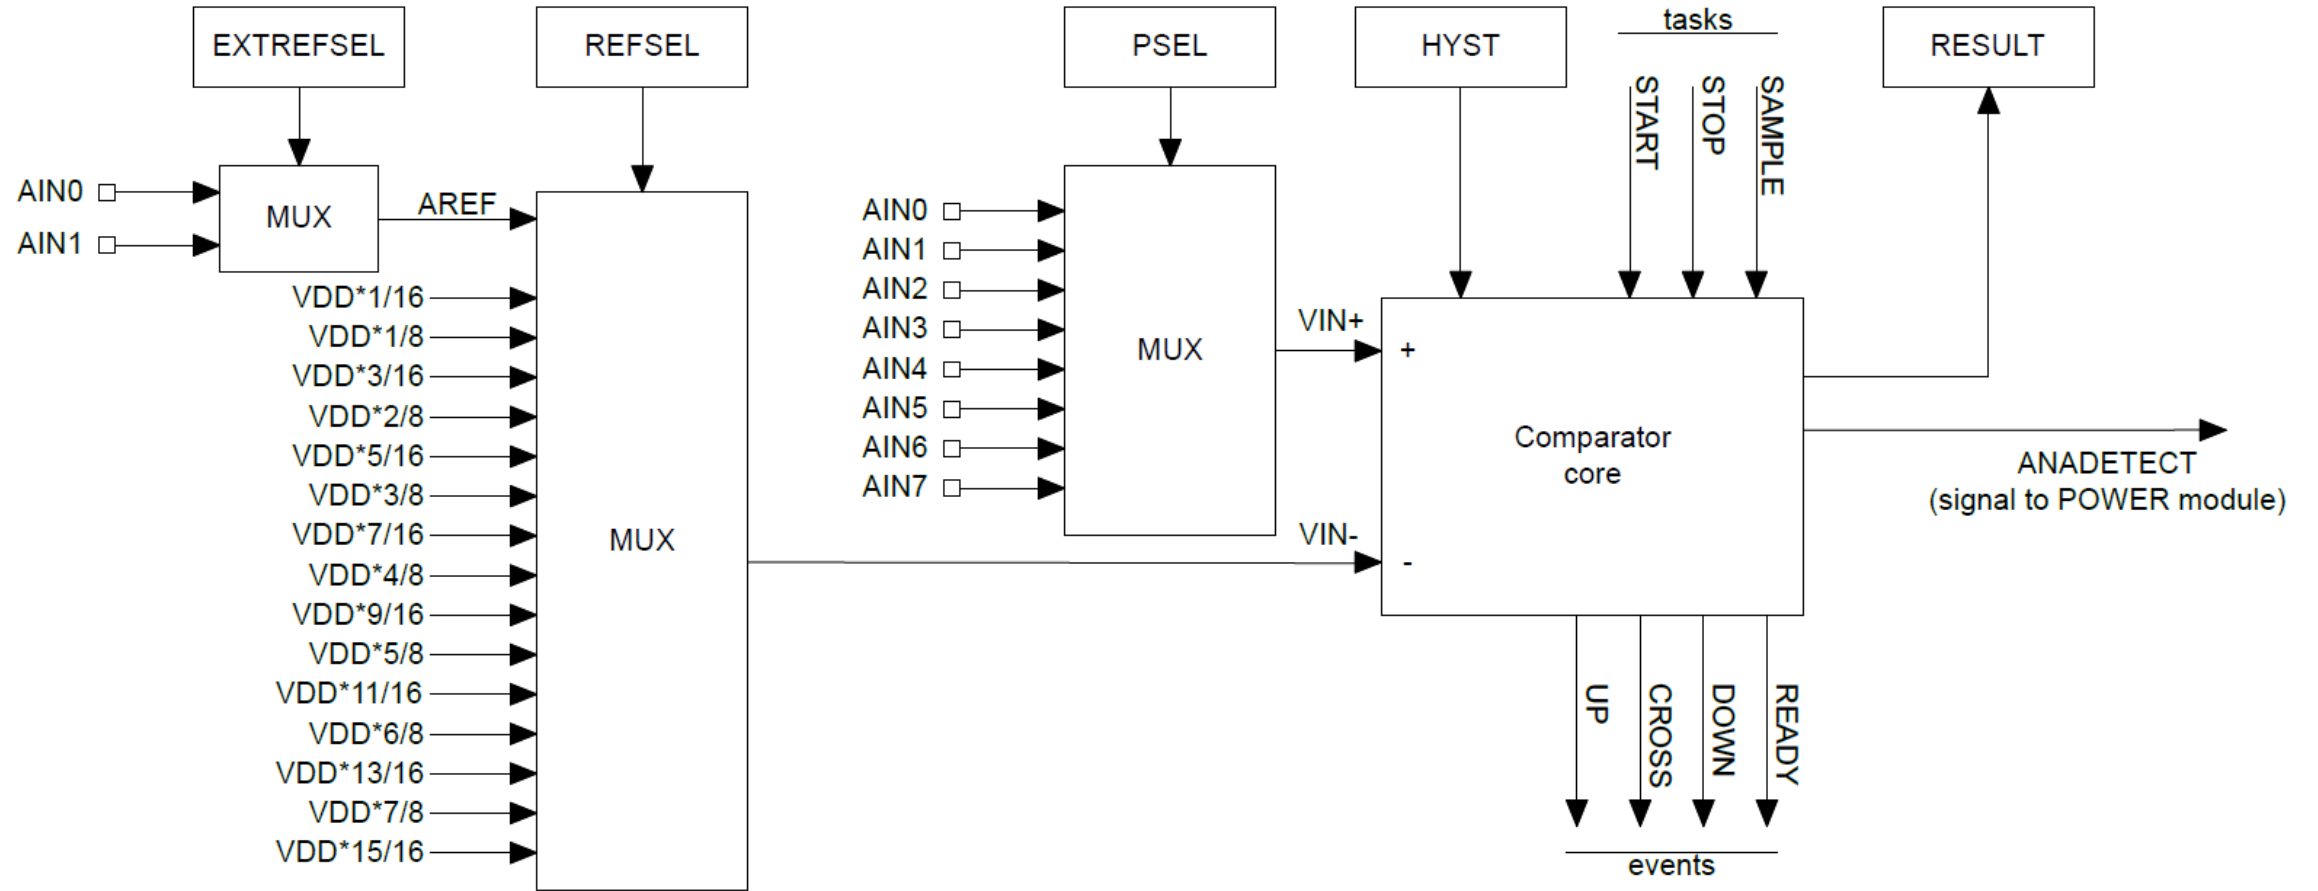 EXTREFSEL
REFSEL
PSEL
HYST
tasks
RESULT
START
STOP
SAMPLE
AIN0
AIN1
MUX
AREF
VDD*1/16
VDD*1/8
VDD*3/16
VDD*2/8
VDD*5/16
VDD*3/8
VDD*7/16
VDD*4/8
VDD*9/16
VDD*5/8
VDD*11/16
VDD*6/8
VDD*13/16
VDD*7/8
VDD*15/16
MUX
AIN0
AIN1
AIN2
AIN3
AIN4
AIN5
AIN6
AIN7
MUX
VIN+
VIN-
+
-
Comparator
core
ANADETECT
(signal to POWER module)
UP
CROSS
DOWN
READY
events